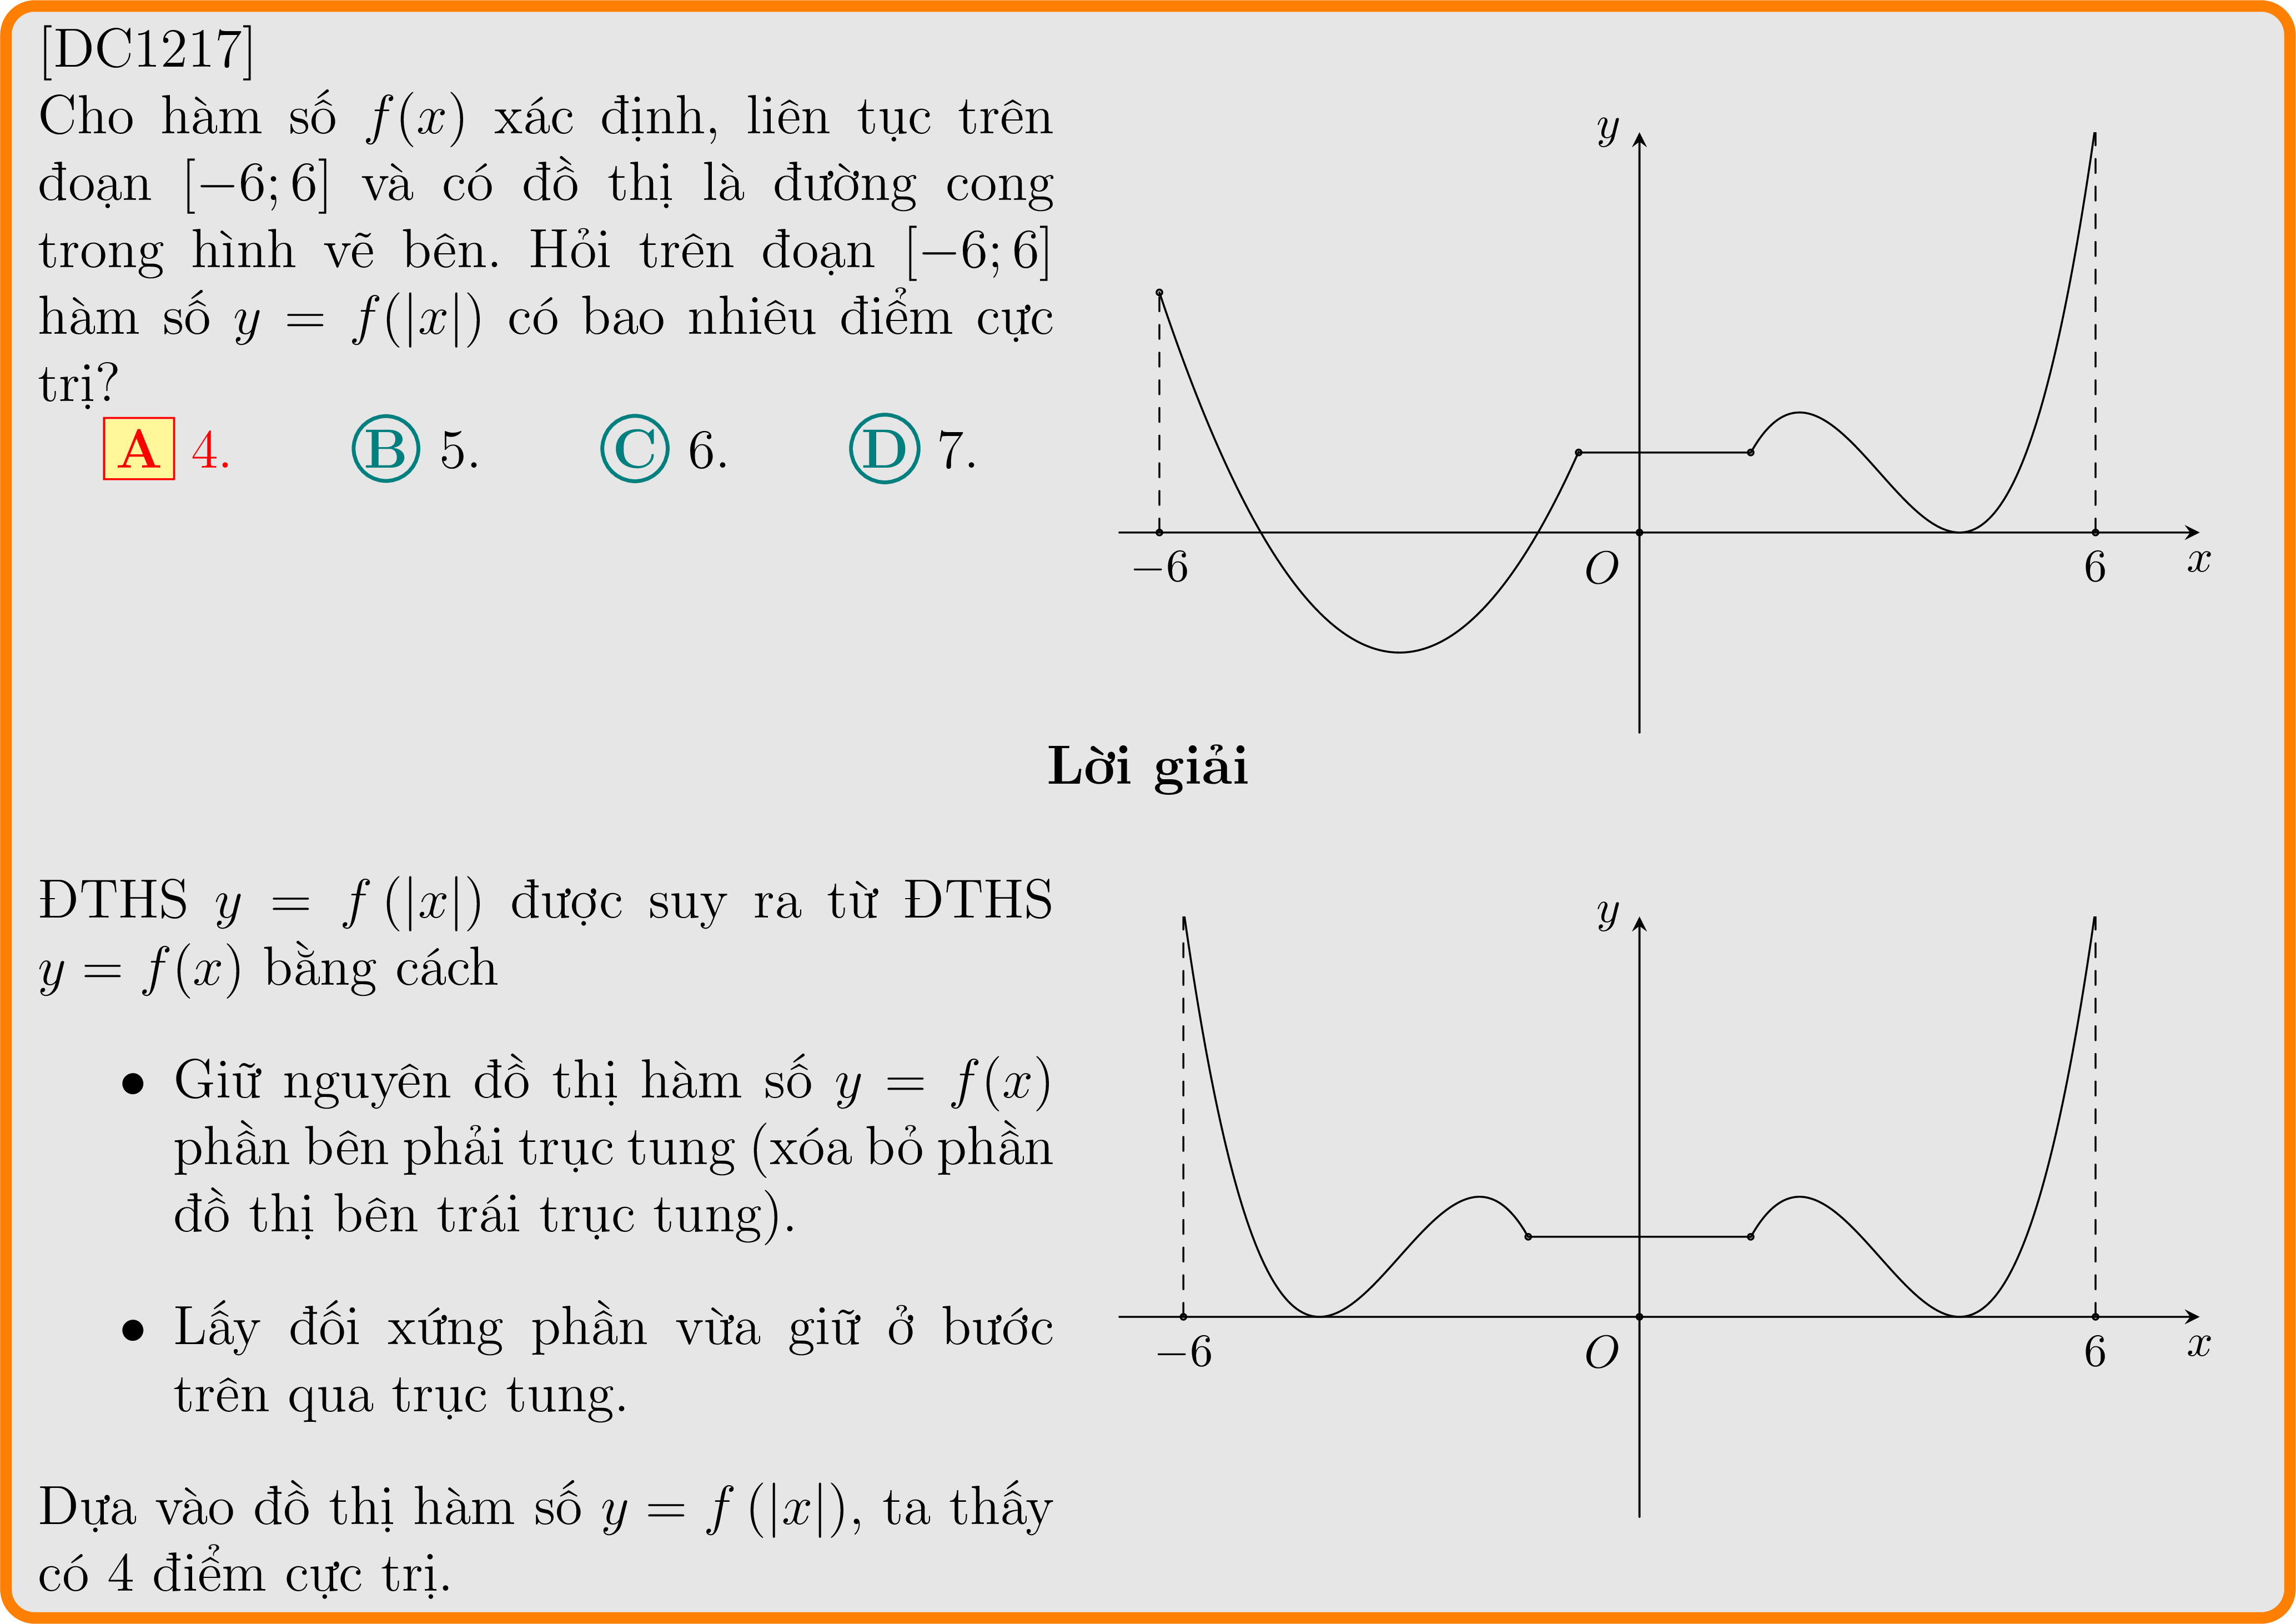 [DC1217]
Cho hàm số f(x) xác định, liên tục trên
đoạn [−6; 6] và có đồ thị là đường cong
trong hình vẽ bên. Hỏi trên đoạn [−6; 6]
hàm số y = f(|x|) có bao nhiêu điểm cực
trị?
A 4. B 5. C 6. D 7.
y
−6 O 6 x
Lời giải
ĐTHS y = f (|x|) được suy ra từ ĐTHS
y = f(x) bằng cách
• Giữ nguyên đồ thị hàm số y = f(x)
phần bên phải trục tung (xóa bỏ phần
đồ thị bên trái trục tung).
• Lấy đối xứng phần vừa giữ ở bước
trên qua trục tung.
Dựa vào đồ thị hàm số y = f (|x|), ta thấy
có 4 điểm cực trị.
y
−6 O 6 x